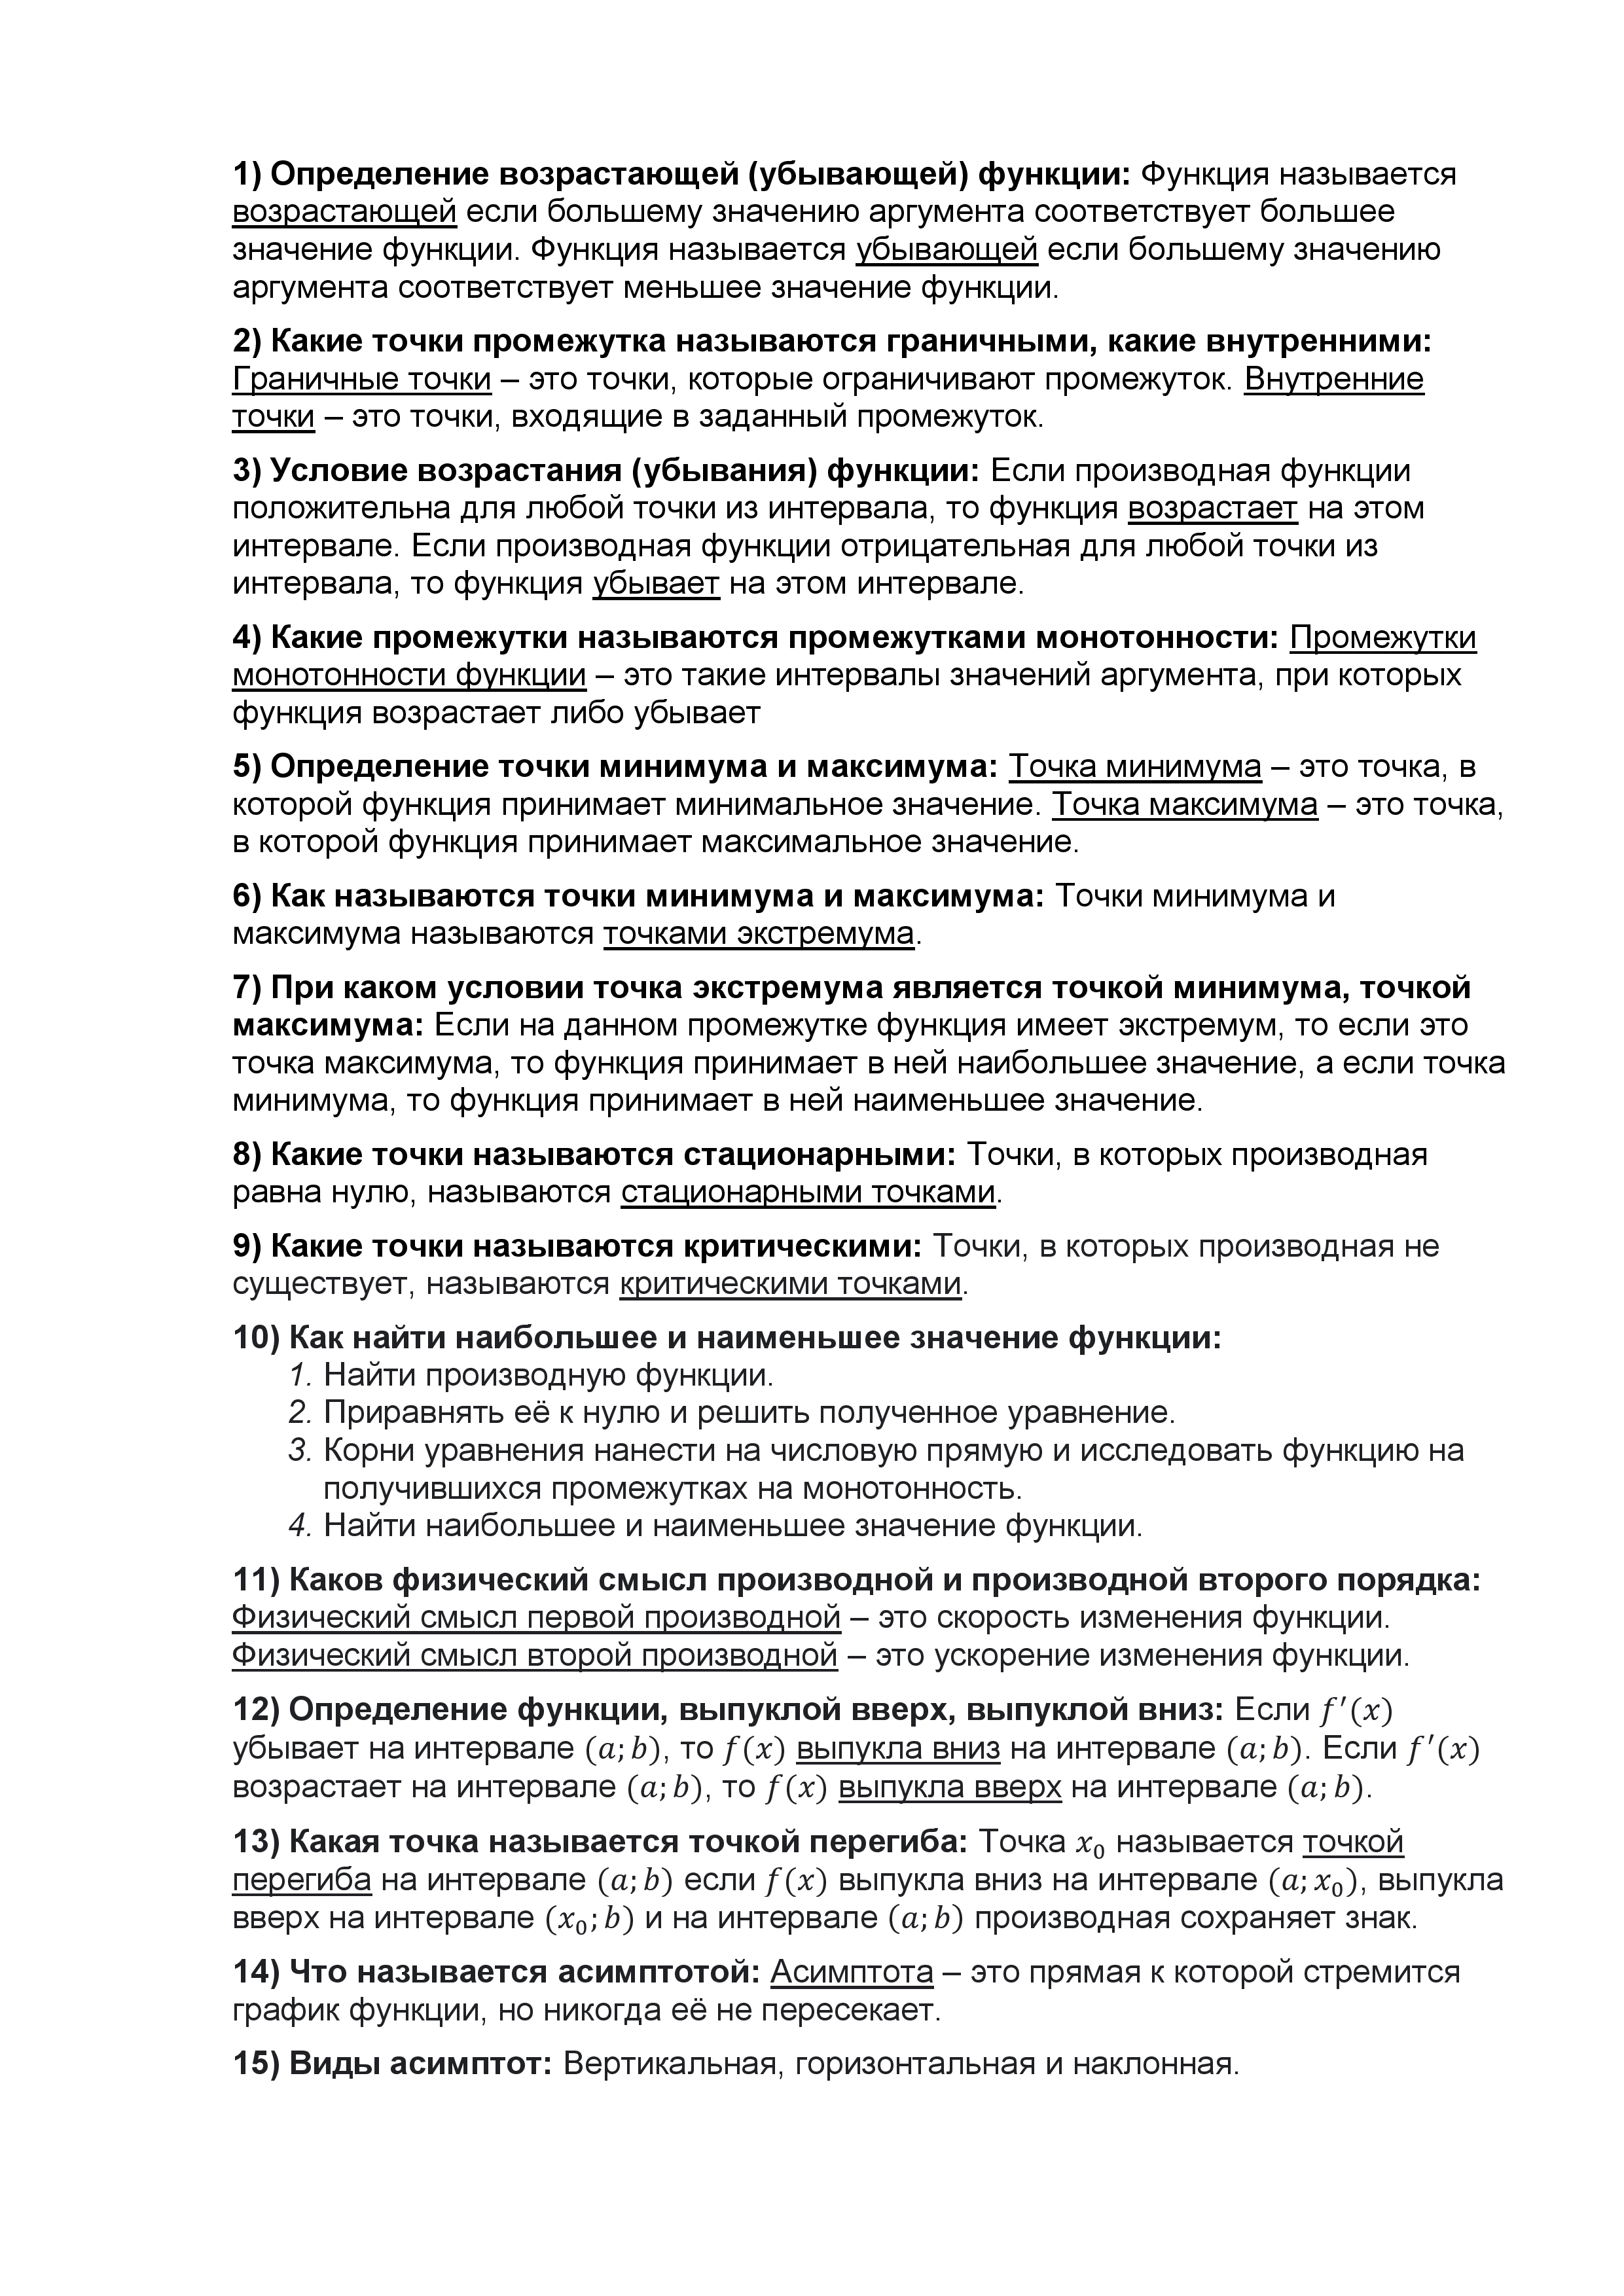 1) Определение возрастающей (убывающей) функции: Функция называется
возрастающей если большему значению аргумента соответствует большее
значение функции. Функция называется убывающей если большему значению
аргумента соответствует меньшее значение функции.
2) Какие точки промежутка называются граничными, какие внутренними:
Граничные точки – это точки, которые ограничивают промежуток. Внутренние
точки – это точки, входящие в заданный промежуток.
3) Условие возрастания (убывания) функции: Если производная функции
положительна для любой точки из интервала, то функция возрастает на этом
интервале. Если производная функции отрицательная для любой точки из
интервала, то функция убывает на этом интервале.
4) Какие промежутки называются промежутками монотонности: Промежутки
монотонности функции – это такие интервалы значений аргумента, при которых
функция возрастает либо убывает
5) Определение точки минимума и максимума: Точка минимума – это точка, в
которой функция принимает минимальное значение. Точка максимума – это точка,
в которой функция принимает максимальное значение.
6) Как называются точки минимума и максимума: Точки минимума и
максимума называются точками экстремума.
7) При каком условии точка экстремума является точкой минимума, точкой
максимума: Если на данном промежутке функция имеет экстремум, то если это
точка максимума, то функция принимает в ней наибольшее значение, а если точка
минимума, то функция принимает в ней наименьшее значение.
8) Какие точки называются стационарными: Точки, в которых производная
равна нулю, называются стационарными точками.
9) Какие точки называются критическими: Точки, в которых производная не
существует, называются критическими точками.
10) Как найти наибольшее и наименьшее значение функции:
1. Найти производную функции.
2. Приравнять её к нулю и решить полученное уравнение.
3. Корни уравнения нанести на числовую прямую и исследовать функцию на
получившихся промежутках на монотонность.
4. Найти наибольшее и наименьшее значение функции.
11) Каков физический смысл производной и производной второго порядка:
Физический смысл первой производной – это скорость изменения функции.
Физический смысл второй производной – это ускорение изменения функции.
12) Определение функции, выпуклой вверх, выпуклой вниз: Если f′(x)
убывает на интервале (a; b), то f(x) выпукла вниз на интервале (a; b). Если f′(x)
возрастает на интервале (a; b), то f(x) выпукла вверх на интервале (a; b).
13) Какая точка называется точкой перегиба: Точка x₀ называется точкой
перегиба на интервале (a; b) если f(x) выпукла вниз на интервале (a; x₀), выпукла
вверх на интервале (x₀; b) и на интервале (a; b) производная сохраняет знак.
14) Что называется асимптотой: Асимптота – это прямая к которой стремится
график функции, но никогда её не пересекает.
15) Виды асимптот: Вертикальная, горизонтальная и наклонная.